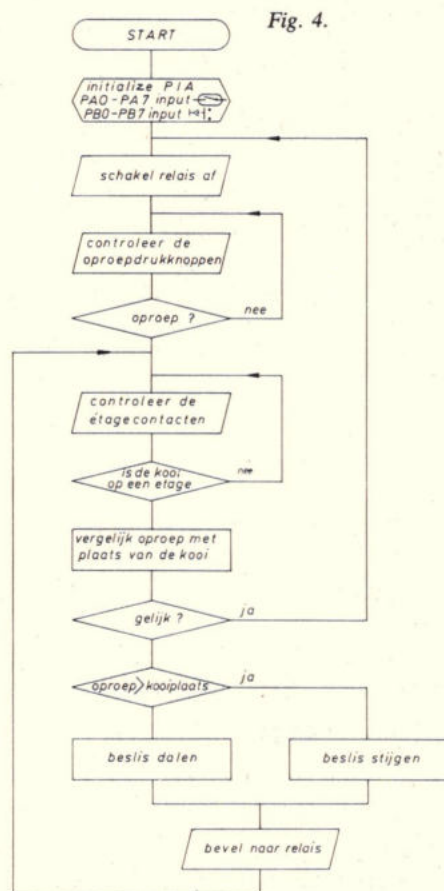 Fig. 4.
START
initialize PIA
PA0-PA7 input
PB0-PB7 input
schakel relais af
controleer de
oproepdrukknoppen
oproep ?
nee
controleer de
étagecontacten
is de kooi
op een etage
nee
vergelijk oproep met
plaats van de kooi
gelijk ?
ja
oproep>kooiplaats
ja
beslis dalen
beslis stijgen
bevel naar relais